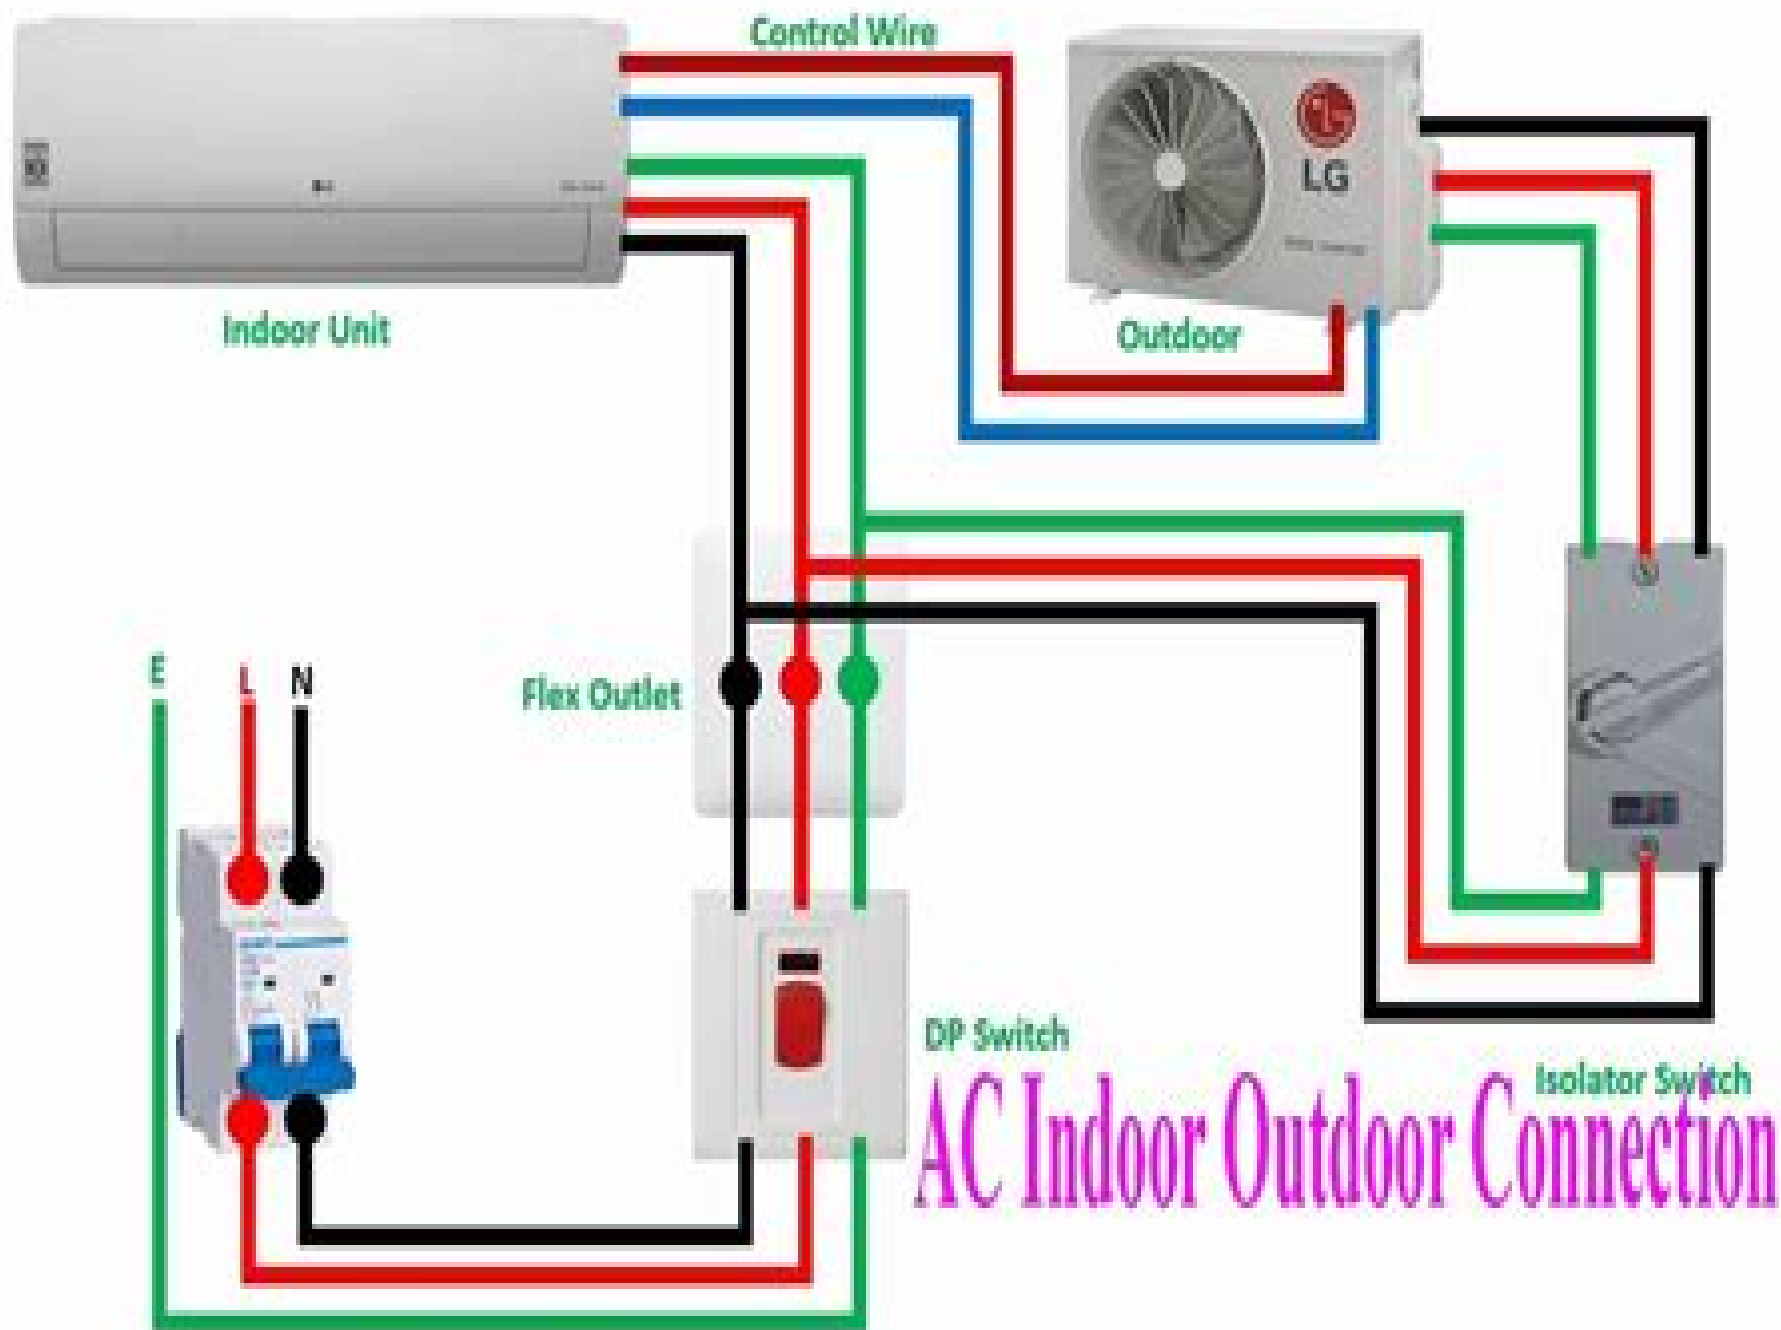 Control Wire
LG
Indoor Unit
Outdoor
E L N
Flex Outlet
DP Switch
Isolator Switch
AC Indoor Outdoor Connection